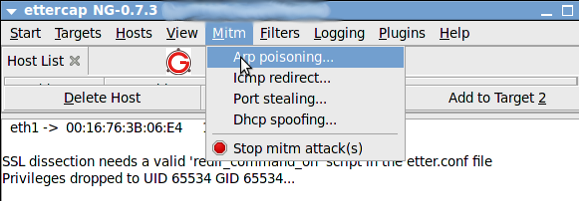 ettercap NG-0.7.3
Start Targets Hosts View Mitm Filters Logging Plugins Help
Host List
Arp poisoning...
Icmp redirect...
Delete Host
Port stealing...
Add to Target 2
Dhcp spoofing...
eth1 -> 00:16:76:3B:06:E4
Stop mitm attack(s)
SSL dissection needs a valid 'redir_command_on' script in the etter.conf file
Privileges dropped to UID 65534 GID 65534...